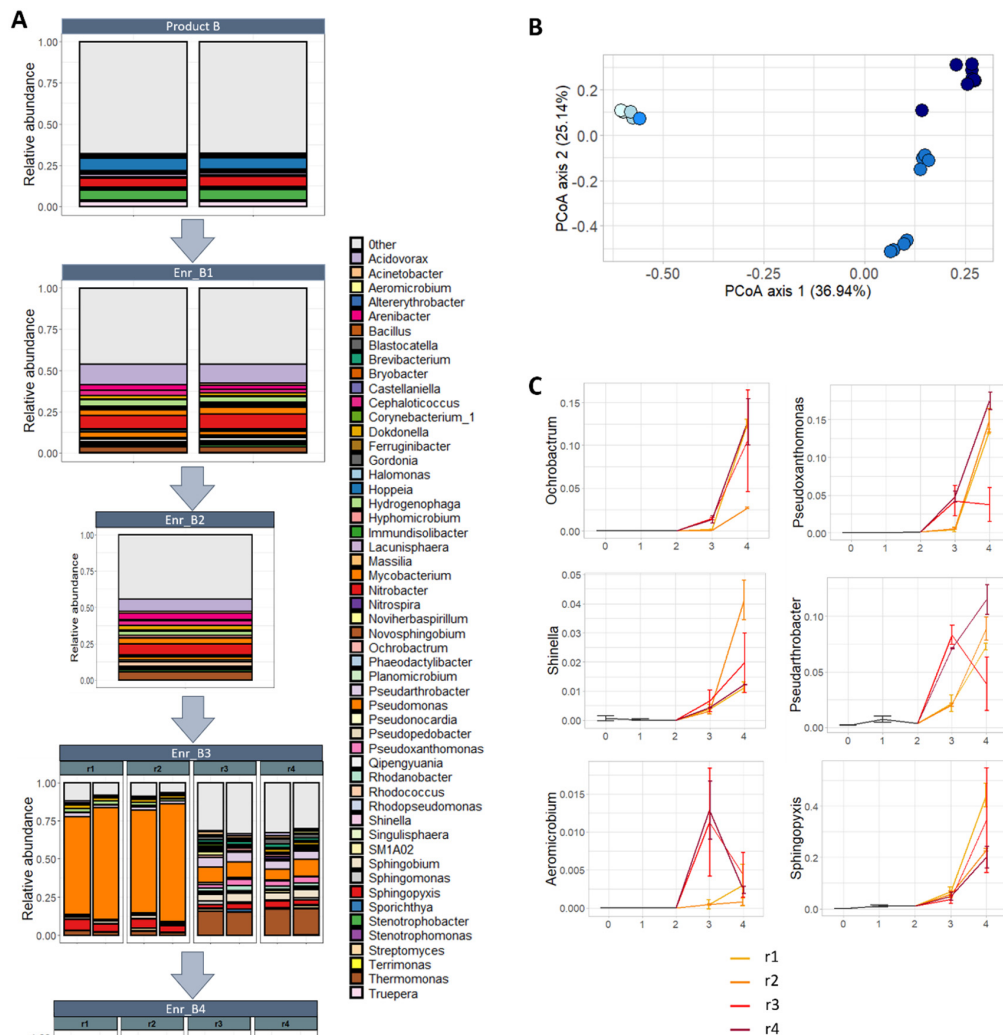 A
Product B
1.00
0.75
0.50
0.25
0.00
Relative abundance
Enr_B1
1.00
0.75
0.50
0.25
0.00
Relative abundance
Enr_B2
1.00
0.75
0.50
0.25
0.00
Relative abundance
Enr_B3
r1 r2 r3 r4
1.00
0.75
0.50
0.25
0.00
Relative abundance
Enr_B4
r1 r2 r3 r4
Other
Acidovorax
Acinetobacter
Aeromicrobium
Altererythrobacter
Arenibacter
Bacillus
Blastocatella
Brevibacterium
Bryobacter
Castellaniella
Cephaloticoccus
Corynebacterium_1
Dokdonella
Ferruginibacter
Gordonia
Halomonas
Hoppeia
Hydrogenophaga
Hyphomicrobium
Immundisolibacter
Lacunisphaera
Massilia
Mycobacterium
Nitrobacter
Nitrospira
Noviherbaspirillum
Novosphingobium
Ochrobactrum
Phaeodactylibacter
Planomicrobium
Pseudarthrobacter
Pseudomonas
Pseudonocardia
Pseudopedobacter
Pseudoxanthomonas
Qipengyuania
Rhodanobacter
Rhodococcus
Rhodopseudomonas
Shinella
Singulisphaera
SM1A02
Sphingobium
Sphingomonas
Sphingopyxis
Sporichthya
Stenotrophobacter
Stenotrophomonas
Streptomyces
Terrimonas
Thermomonas
Truepera
B
0.2
0.0
-0.2
-0.4
PCoA axis 2 (25.14%)
-0.50 -0.25 0.00 0.25
PCoA axis 1 (36.94%)
C
Ochrobactrum
0.15
0.10
0.05
0.00
0 1 2 3 4
Pseudoxanthomonas
0.15
0.10
0.05
0.00
0 1 2 3 4
Shinella
0.05
0.04
0.03
0.02
0.01
0.00
0 1 2 3 4
Pseudarthrobacter
0.10
0.05
0.00
0 1 2 3 4
Aeromicrobium
0.015
0.010
0.005
0.000
0 1 2 3 4
Sphingopyxis
0.4
0.2
0.0
0 1 2 3 4
r1
r2
r3
r4